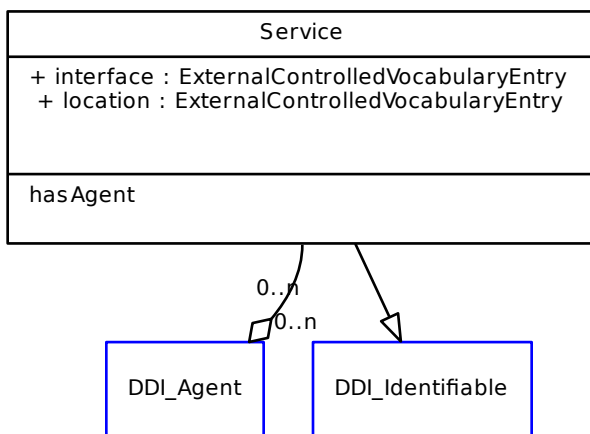 Service
+ interface : ExternalControlledVocabularyEntry
+ location : ExternalControlledVocabularyEntry
hasAgent
0..n
0..n
DDI_Agent
DDI_Identifiable